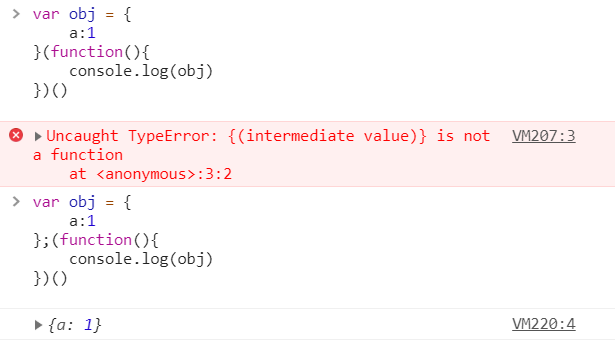 > var obj = {
    a:1
}(function(){
    console.log(obj)
})()
Uncaught TypeError: {(intermediate value)} is not VM207:3
a function
    at <anonymous>:3:2
> var obj = {
    a:1
};(function(){
    console.log(obj)
})()
{a: 1} VM220:4